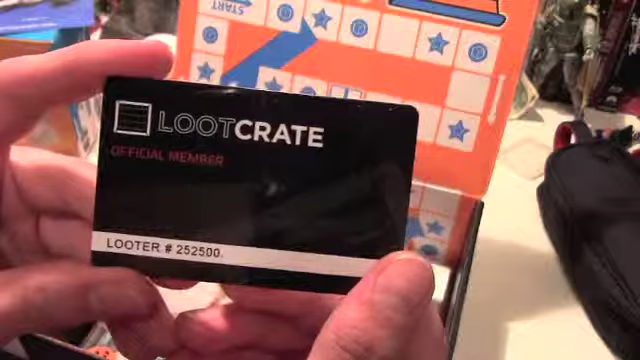 START
LOOTCRATE
OFFICIAL MEMBER
LOOTER # 252500